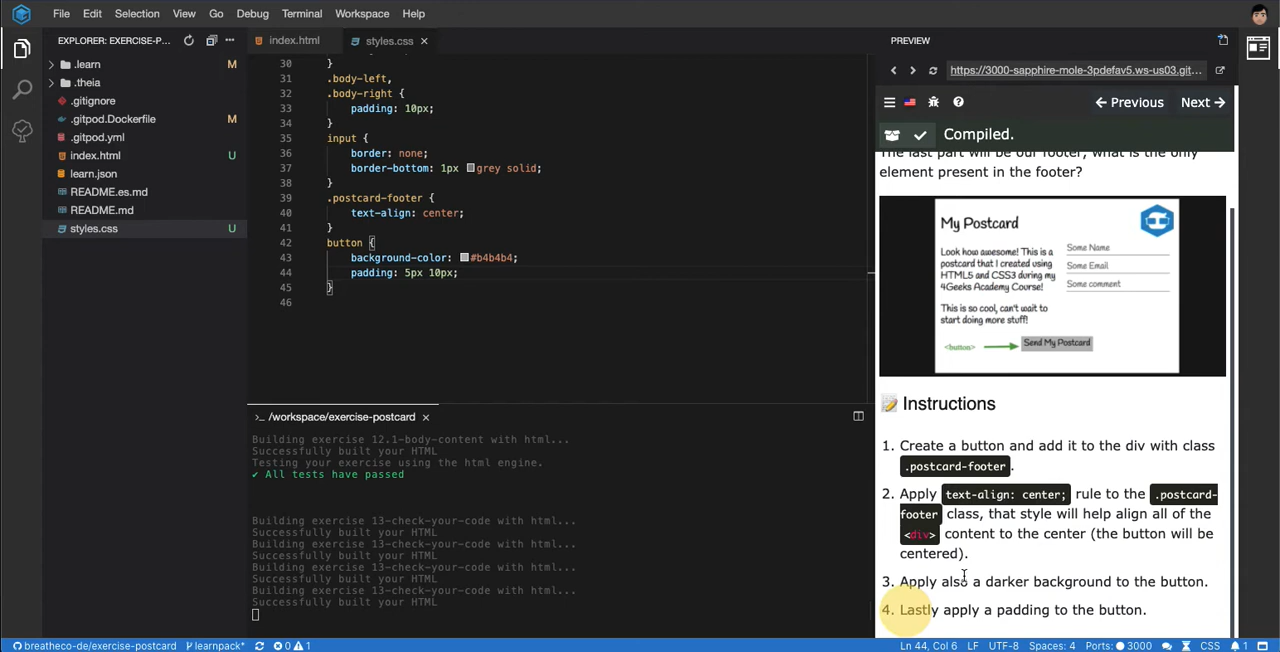 File Edit Selection View Go Debug Terminal Workspace Help
EXPLORER: EXERCISE-P...
.learn M
.theia
.gitignore
.gitpod.Dockerfile M
.gitpod.yml
index.html U
learn.json
README.es.md
README.md
styles.css U
index.html styles.css
30 }
31 .body-left,
32 .body-right {
33 padding: 10px;
34 }
35 input {
36 border: none;
37 border-bottom: 1px grey solid;
38 }
39 .postcard-footer {
40 text-align: center;
41 }
42 button {
43 background-color: #b4b4b4;
44 padding: 5px 10px;
45 }
46
>_ /workspace/exercise-postcard
Building exercise 12.1-body-content with html...
Successfully built your HTML
Testing your exercise using the html engine.
✔ All tests have passed
Building exercise 13-check-your-code with html...
Successfully built your HTML
Building exercise 13-check-your-code with html...
Successfully built your HTML
Building exercise 13-check-your-code with html...
Successfully built your HTML
Building exercise 13-check-your-code with html...
Successfully built your HTML
PREVIEW
https://3000-sapphire-mole-3pdefav5.ws-us03.git...
← Previous Next →
Compiled.
The last part will be our footer, what is the only
element present in the footer?
My Postcard
Look how awesome! This is a
postcard that I created using
HTML5 and CSS3 during my
4Geeks Academy Course!
This is so cool, can't wait to
start doing more stuff!
Some Name
Some Email
Some comment
<button> Send My Postcard
📝 Instructions
1. Create a button and add it to the div with class
.postcard-footer.
2. Apply text-align: center; rule to the .postcard-
footer class, that style will help align all of the
<div> content to the center (the button will be
centered).
3. Apply also a darker background to the button.
4. Lastly apply a padding to the button.
breatheco-de/exercise-postcard learnpack* 0 1 Ln 44, Col 6 LF UTF-8 Spaces: 4 Ports: 3000 CSS 1